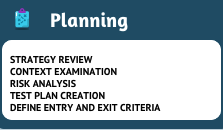 Planning
STRATEGY REVIEW
CONTEXT EXAMINATION
RISK ANALYSIS
TEST PLAN CREATION
DEFINE ENTRY AND EXIT CRITERIA